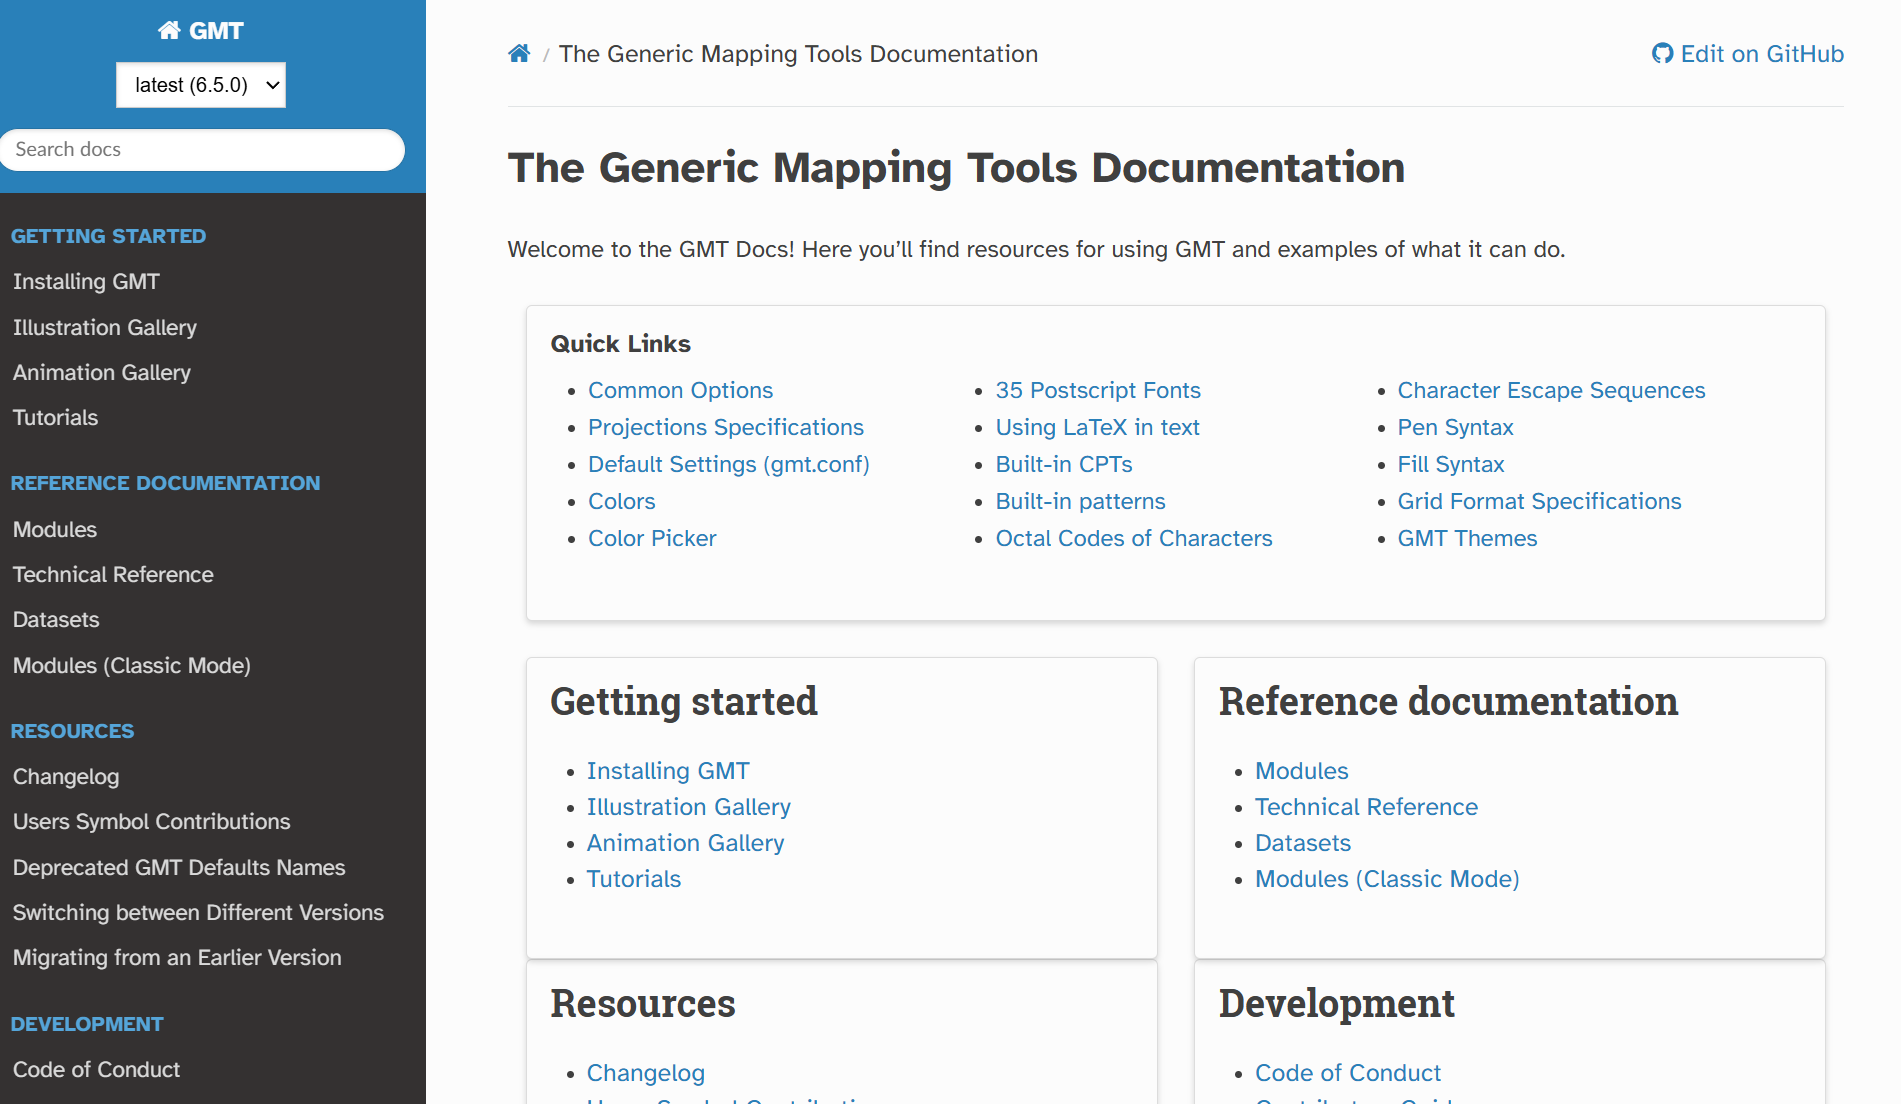 GMT
latest (6.5.0)
Search docs
GETTING STARTED
Installing GMT
Illustration Gallery
Animation Gallery
Tutorials
REFERENCE DOCUMENTATION
Modules
Technical Reference
Datasets
Modules (Classic Mode)
RESOURCES
Changelog
Users Symbol Contributions
Deprecated GMT Defaults Names
Switching between Different Versions
Migrating from an Earlier Version
DEVELOPMENT
Code of Conduct
/ The Generic Mapping Tools Documentation
Edit on GitHub
The Generic Mapping Tools Documentation
Welcome to the GMT Docs! Here you’ll find resources for using GMT and examples of what it can do.
Quick Links
Common Options
Projections Specifications
Default Settings (gmt.conf)
Colors
Color Picker
35 Postscript Fonts
Using LaTeX in text
Built-in CPTs
Built-in patterns
Octal Codes of Characters
Character Escape Sequences
Pen Syntax
Fill Syntax
Grid Format Specifications
GMT Themes
Getting started
Installing GMT
Illustration Gallery
Animation Gallery
Tutorials
Reference documentation
Modules
Technical Reference
Datasets
Modules (Classic Mode)
Resources
Changelog
Development
Code of Conduct